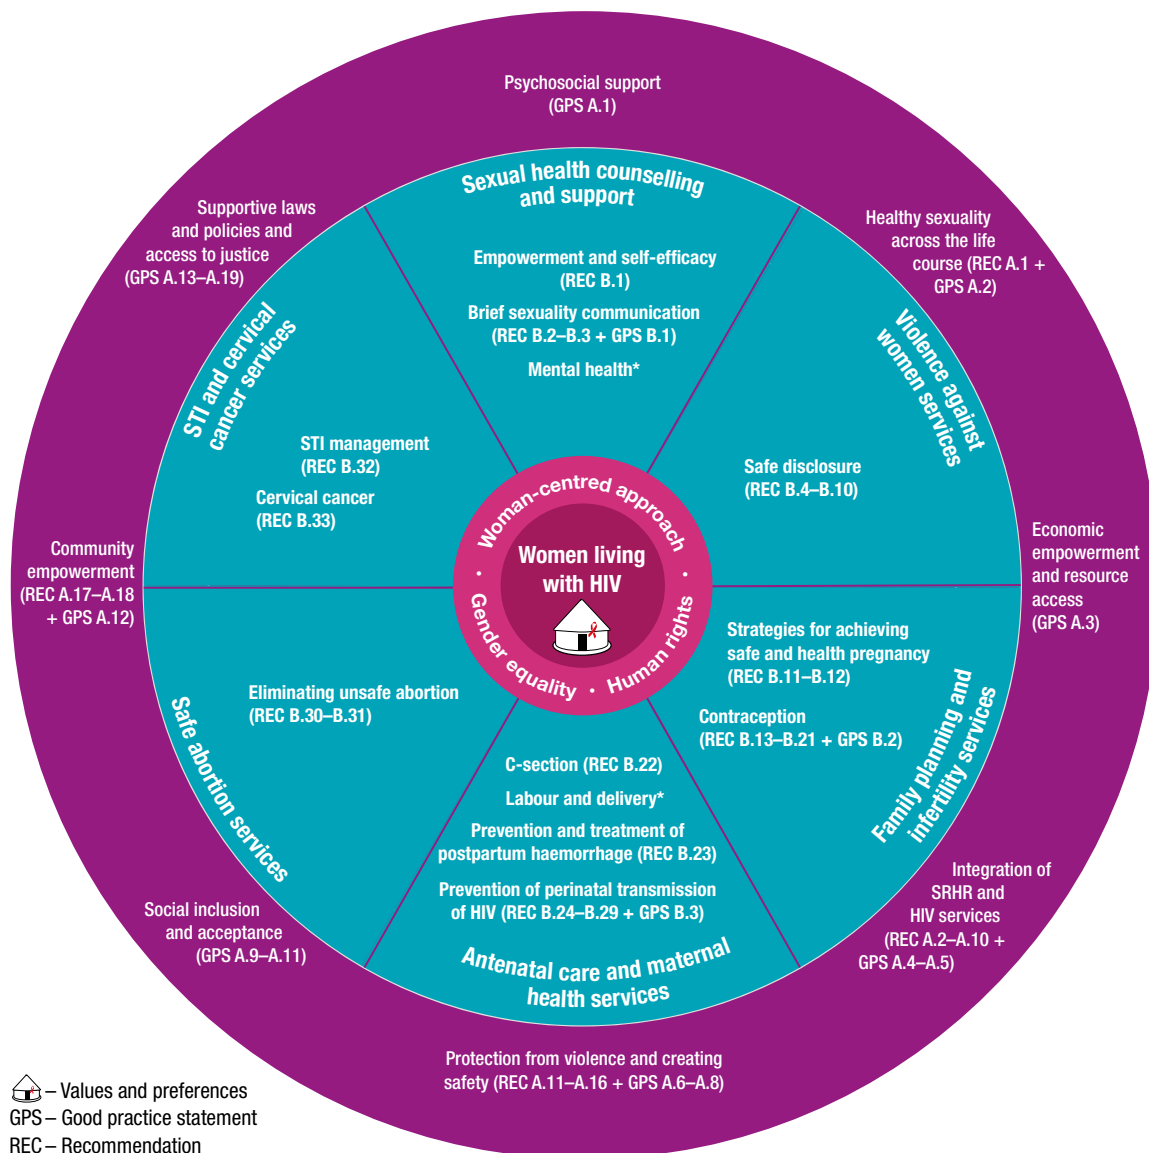 Psychosocial support
(GPS A.1)
Healthy sexuality
across the life
course (REC A.1 +
GPS A.2)
Economic
empowerment
and resource
access
(GPS A.3)
Integration of
SRHR and
HIV services
(REC A.2–A.10 +
GPS A.4–A.5)
Protection from violence and creating
safety (REC A.11–A.16 + GPS A.6–A.8)
Social inclusion
and acceptance
(GPS A.9–A.11)
Community
empowerment
(REC A.17–A.18
+ GPS A.12)
Supportive laws
and policies and
access to justice
(GPS A.13–A.19)
Sexual health counselling
and support
Empowerment and self-efficacy
(REC B.1)
Brief sexuality communication
(REC B.2–B.3 + GPS B.1)
Mental health*
Violence against
women services
Safe disclosure
(REC B.4–B.10)
Strategies for achieving
safe and health pregnancy
(REC B.11–B.12)
Contraception
(REC B.13–B.21 + GPS B.2)
Family planning and
infertility services
C-section (REC B.22)
Labour and delivery*
Prevention and treatment of
postpartum haemorrhage (REC B.23)
Prevention of perinatal transmission
of HIV (REC B.24–B.29 + GPS B.3)
Antenatal care and maternal
health services
Eliminating unsafe abortion
(REC B.30–B.31)
Safe abortion services
STI and cervical
cancer services
STI management
(REC B.32)
Cervical cancer
(REC B.33)
Woman-centred approach
· Human rights ·
Gender equality ·
Women living
with HIV
– Values and preferences
GPS – Good practice statement
REC – Recommendation